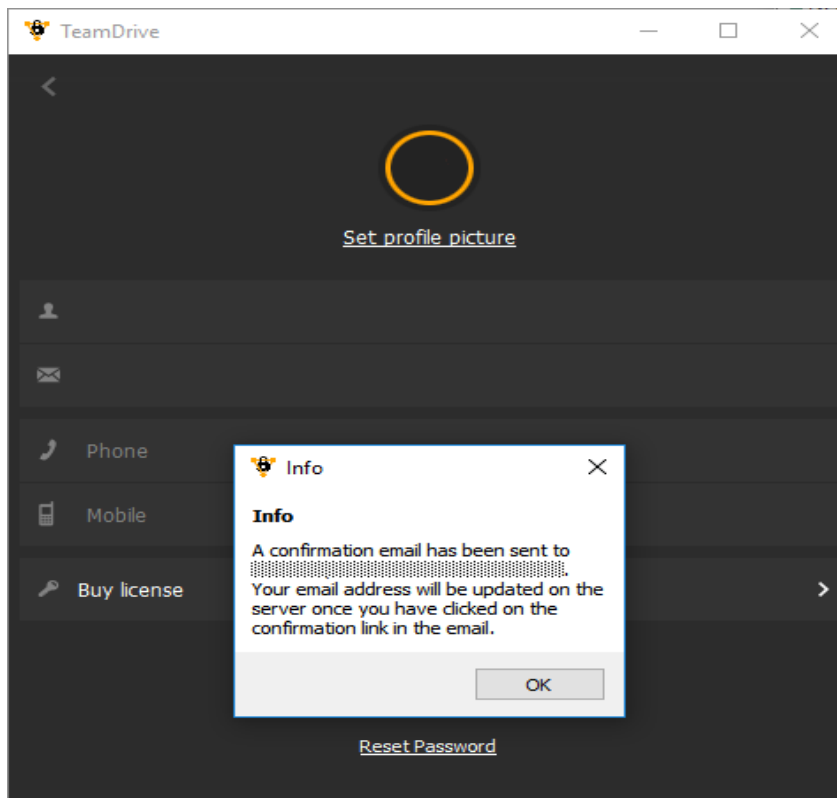 TeamDrive
Set profile picture
Phone
Mobile
Buy license
Info
Info
A confirmation email has been sent to
.
Your email address will be updated on the
server once you have clicked on the
confirmation link in the email.
OK
Reset Password